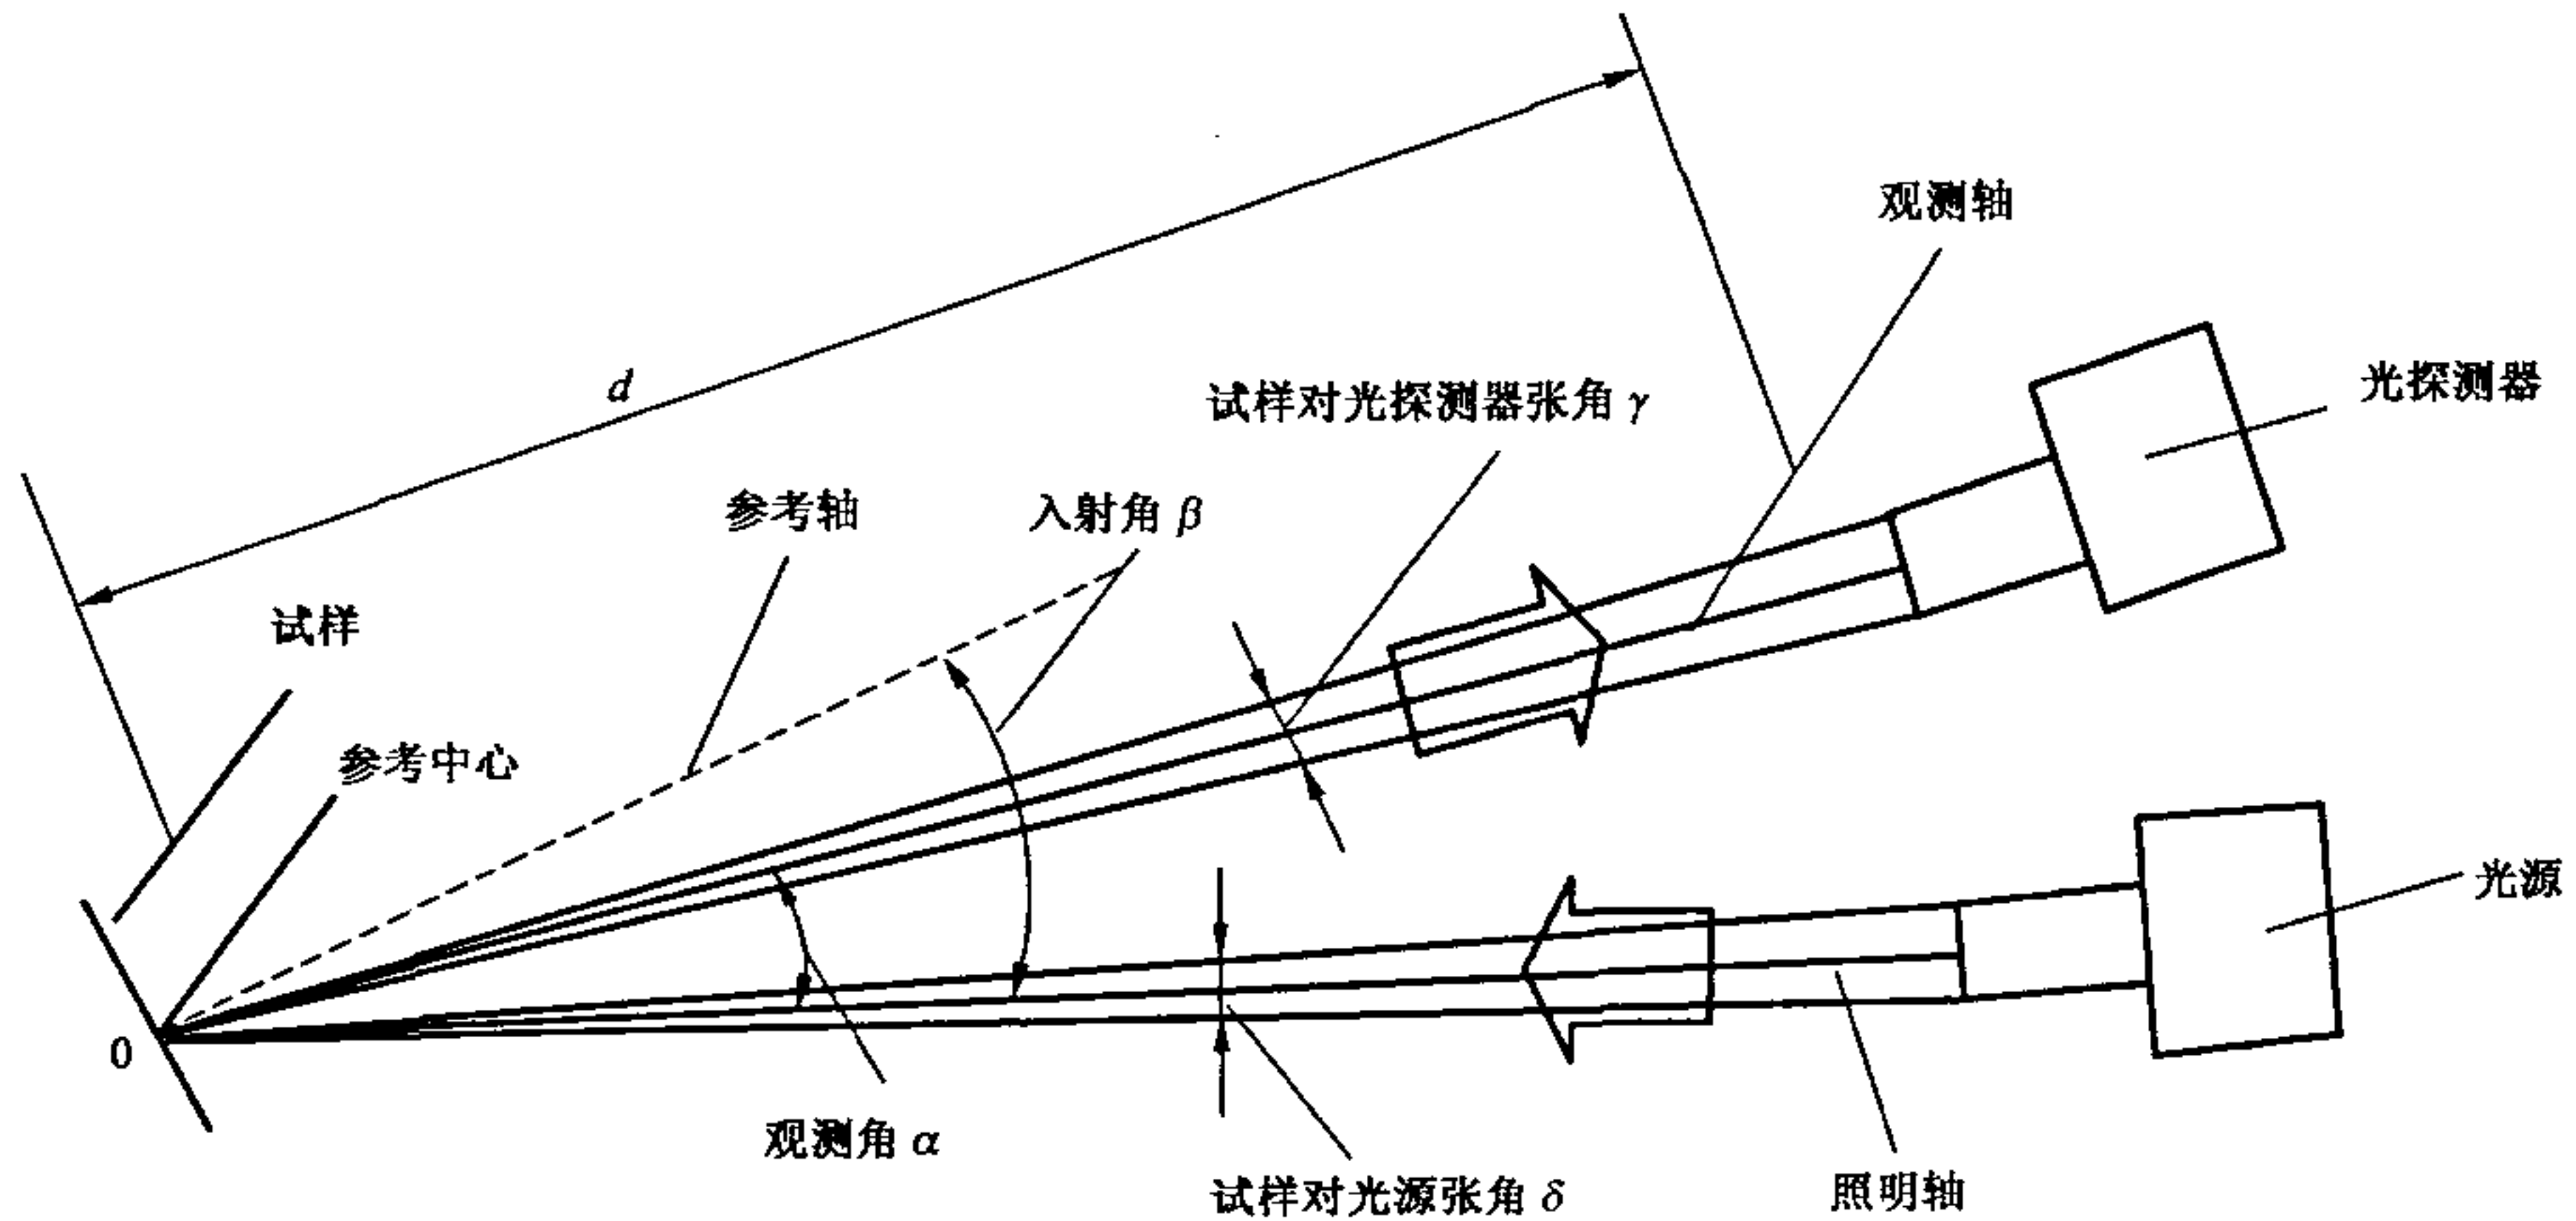 观测轴
光探测器
d
试样对光探测器张角 γ
参考轴
入射角 β
试样
参考中心
光源
0
观测角 α
试样对光源张角 δ
照明轴